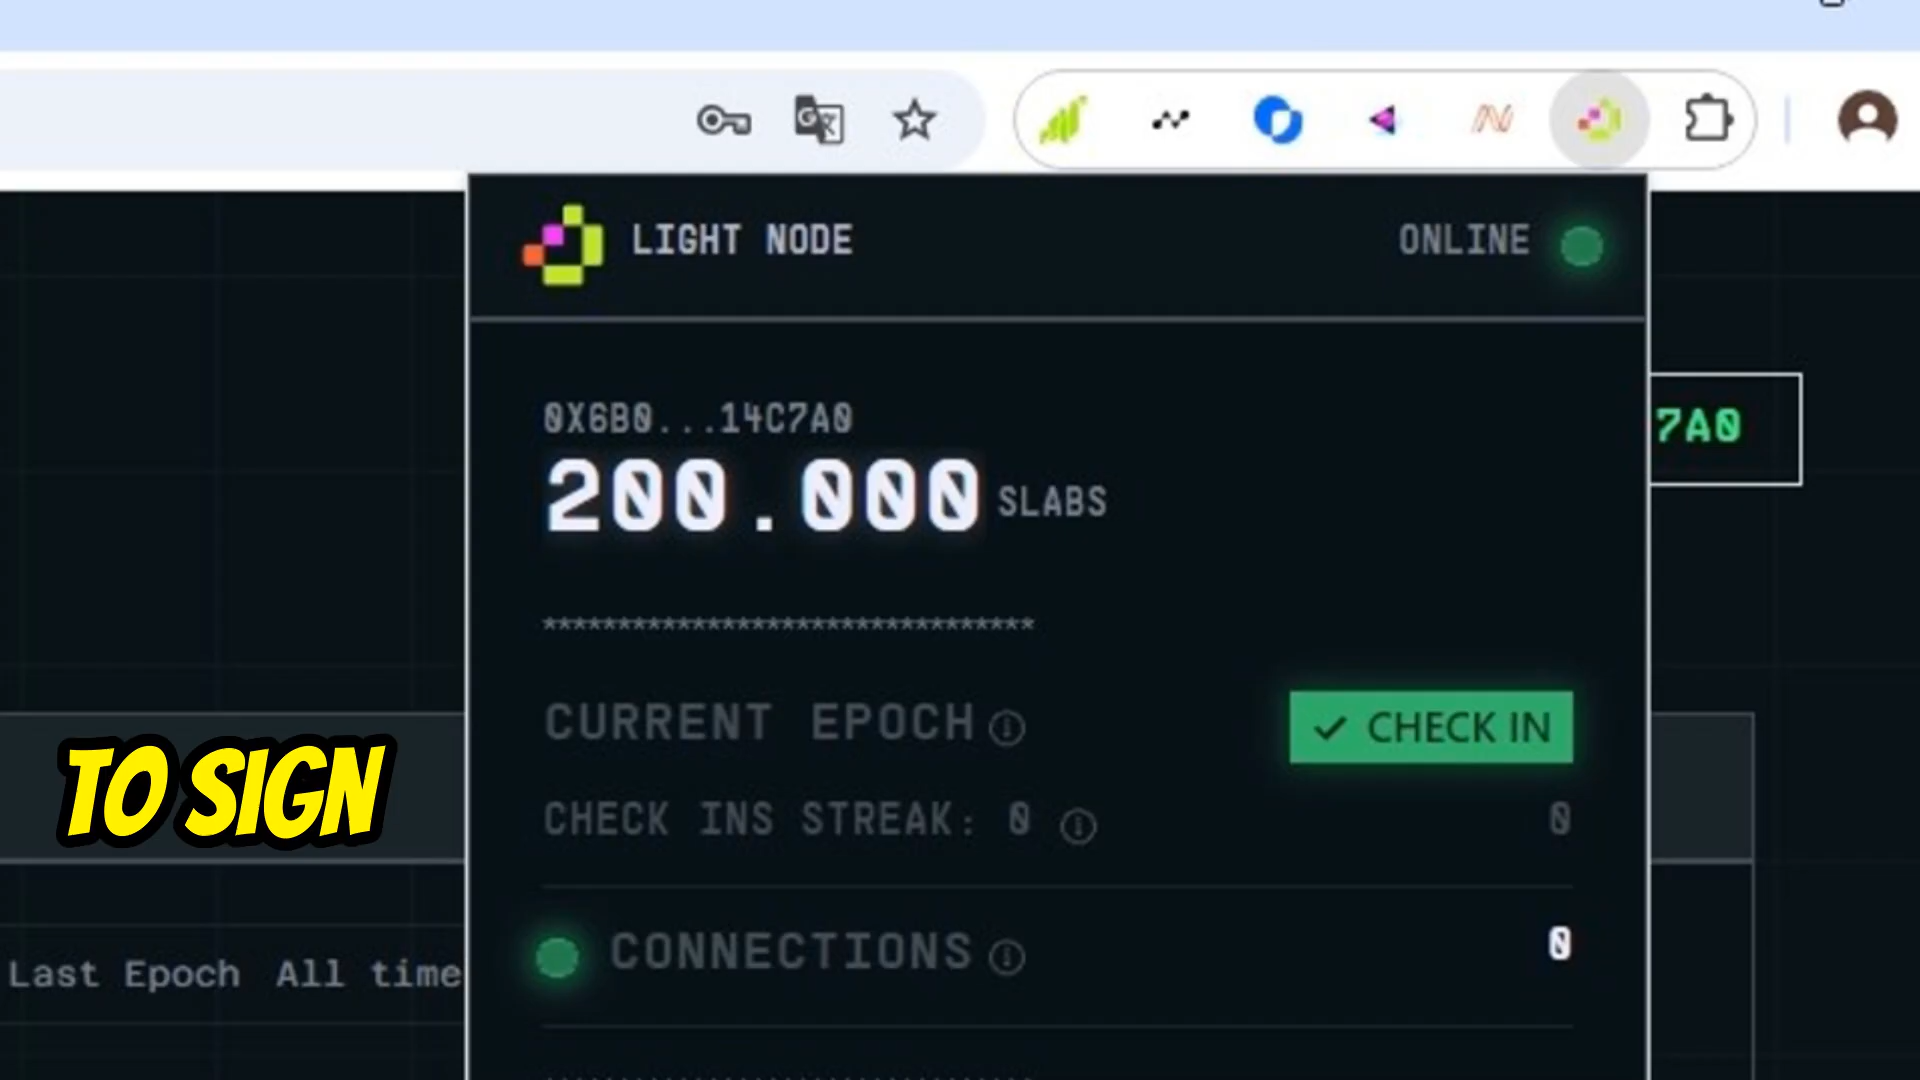 LIGHT NODE
ONLINE
0X6B0...14C7A0
7A0
200.000 SLABS
*********************************
CURRENT EPOCH
✓ CHECK IN
TO SIGN
CHECK INS STREAK: 0
0
CONNECTIONS
0
Last Epoch All time